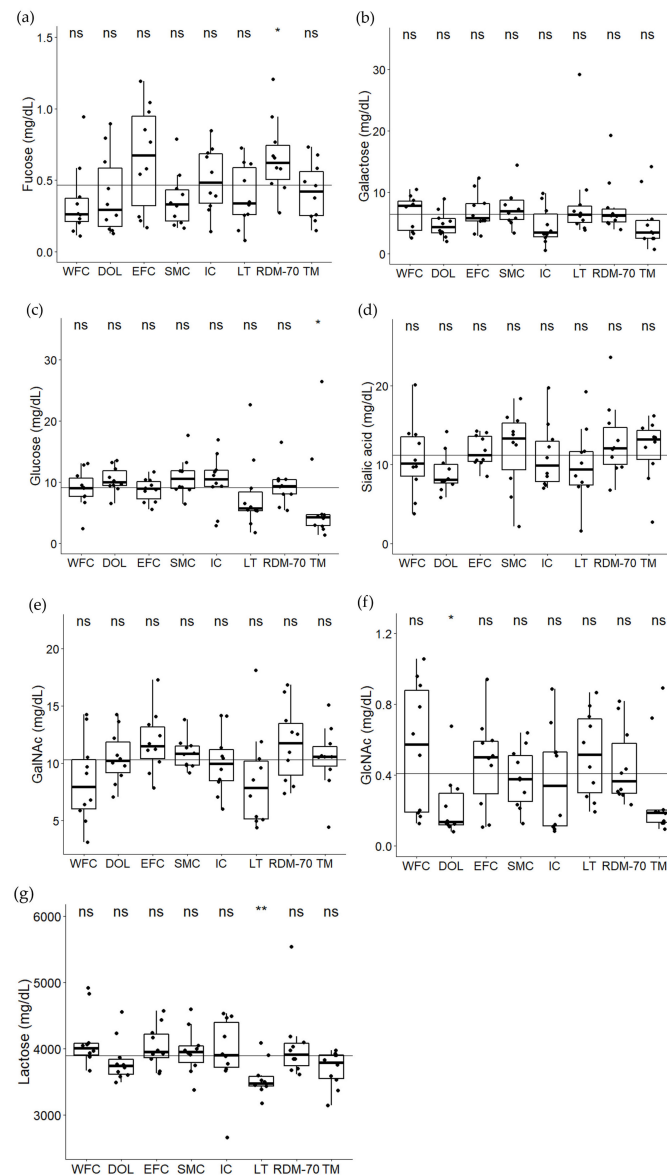 (a)
ns ns ns ns ns ns * ns
1.5
1.0
0.5
0.0
Fucose (mg/dL)
WFC DOL EFC SMC IC LT RDM-70 TM
(b)
ns ns ns ns ns ns ns ns
30
20
10
0
Galactose (mg/dL)
WFC DOL EFC SMC IC LT RDM-70 TM
(c)
ns ns ns ns ns ns ns *
30
20
10
0
Glucose (mg/dL)
WFC DOL EFC SMC IC LT RDM-70 TM
(d)
ns ns ns ns ns ns ns ns
20
10
0
Sialic acid (mg/dL)
WFC DOL EFC SMC IC LT RDM-70 TM
(e)
ns ns ns ns ns ns ns ns
20
15
10
5
GalNAc (mg/dL)
WFC DOL EFC SMC IC LT RDM-70 TM
(f)
ns * ns ns ns ns ns ns
1.2
0.8
0.4
0.0
GlcNAc (mg/dL)
WFC DOL EFC SMC IC LT RDM-70 TM
(g)
ns ns ns ns ns ** ns ns
6000
5000
4000
3000
Lactose (mg/dL)
WFC DOL EFC SMC IC LT RDM-70 TM